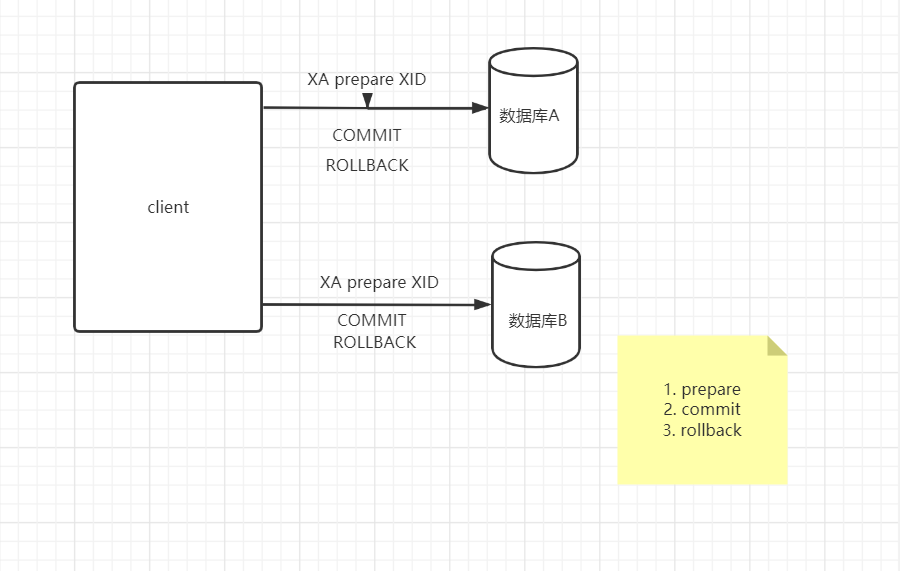 XA prepare XID
数据库A
COMMIT
ROLLBACK
client
XA prepare XID
数据库B
COMMIT
ROLLBACK
1. prepare
2. commit
3. rollback